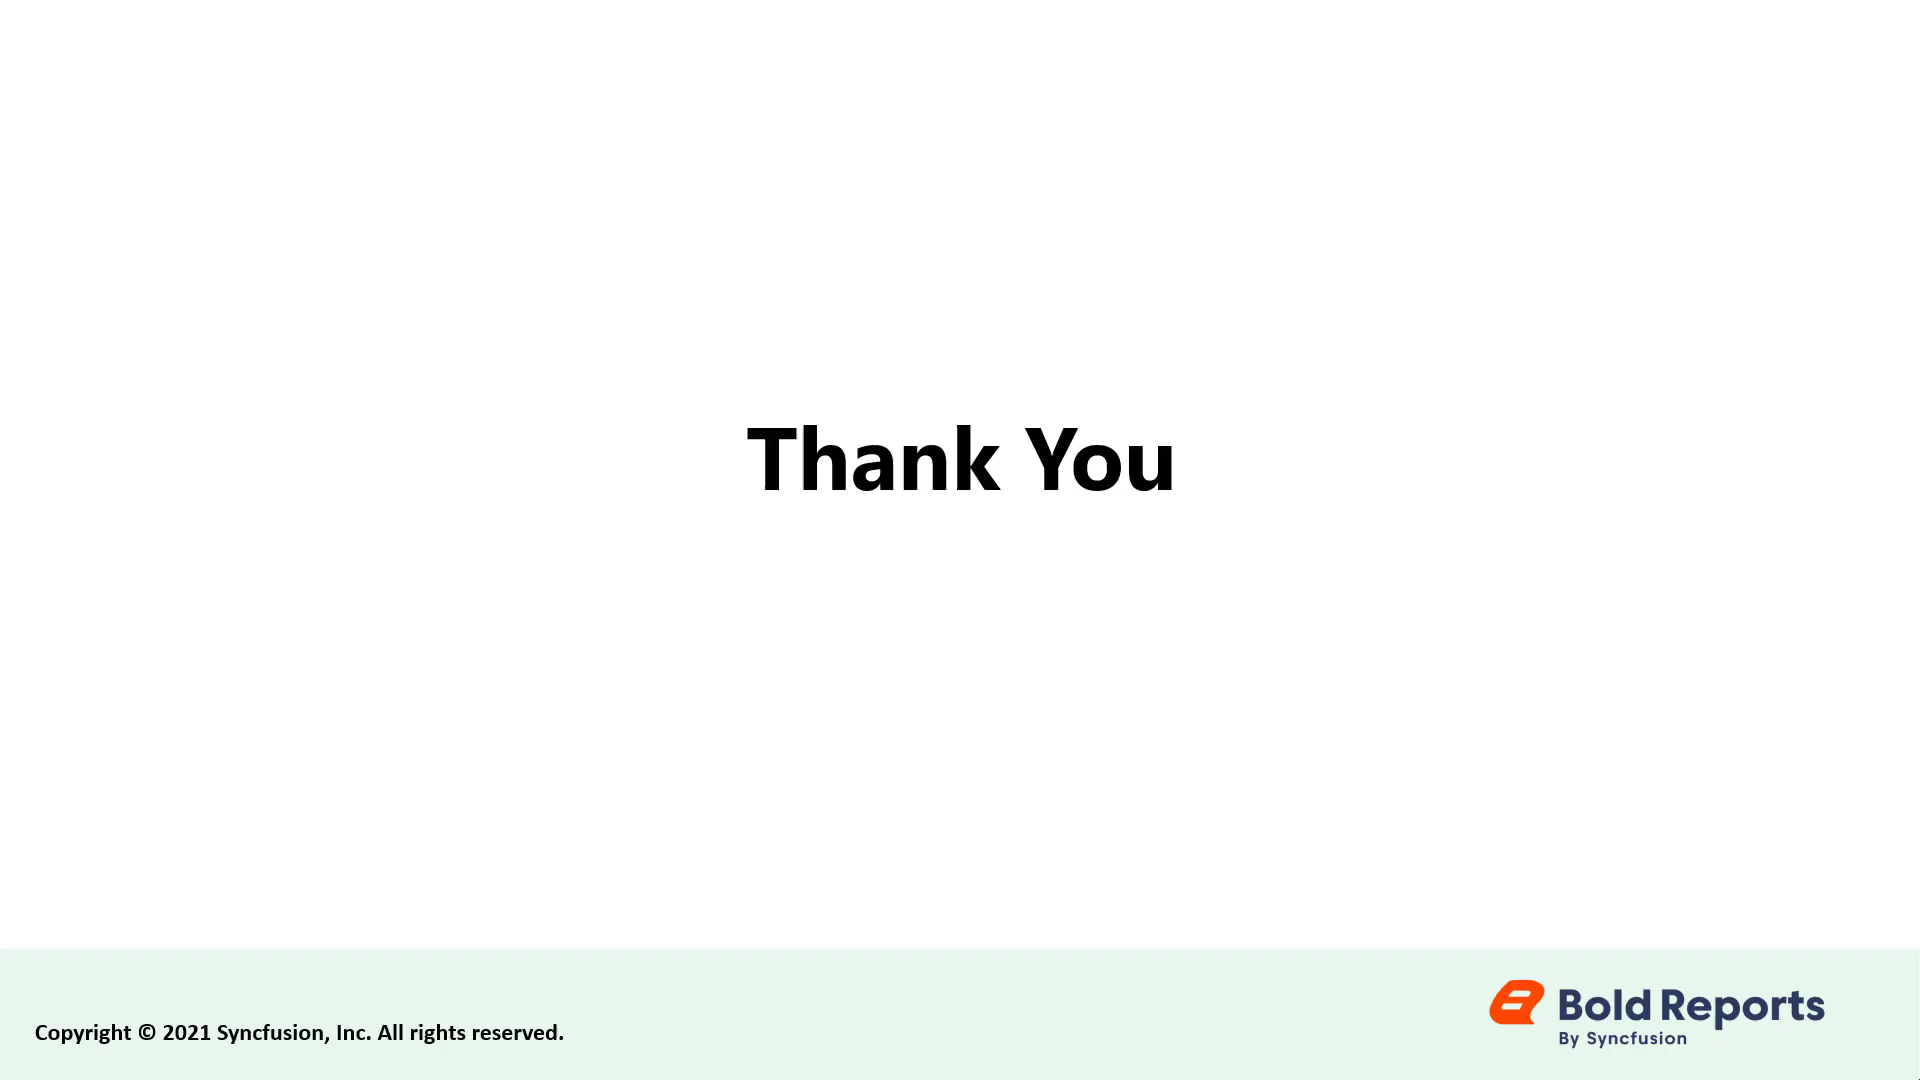 Thank You
Copyright © 2021 Syncfusion, Inc. All rights reserved.
Bold Reports
By Syncfusion